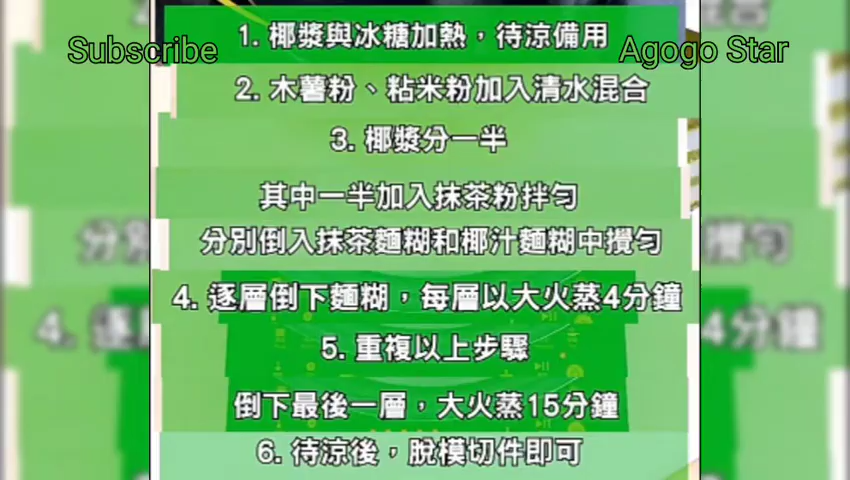 1. 椰漿與冰糖加熱，待涼備用
Subscribe
Agogo Star
2. 木薯粉、粘米粉加入清水混合
3. 椰漿分一半
其中一半加入抹茶粉拌勻
分別倒入抹茶麵糊和椰汁麵糊中攪勻
4. 逐層倒下麵糊，每層以大火蒸4分鐘
5. 重複以上步驟
倒下最後一層，大火蒸15分鐘
6. 待涼後，脫模切件即可